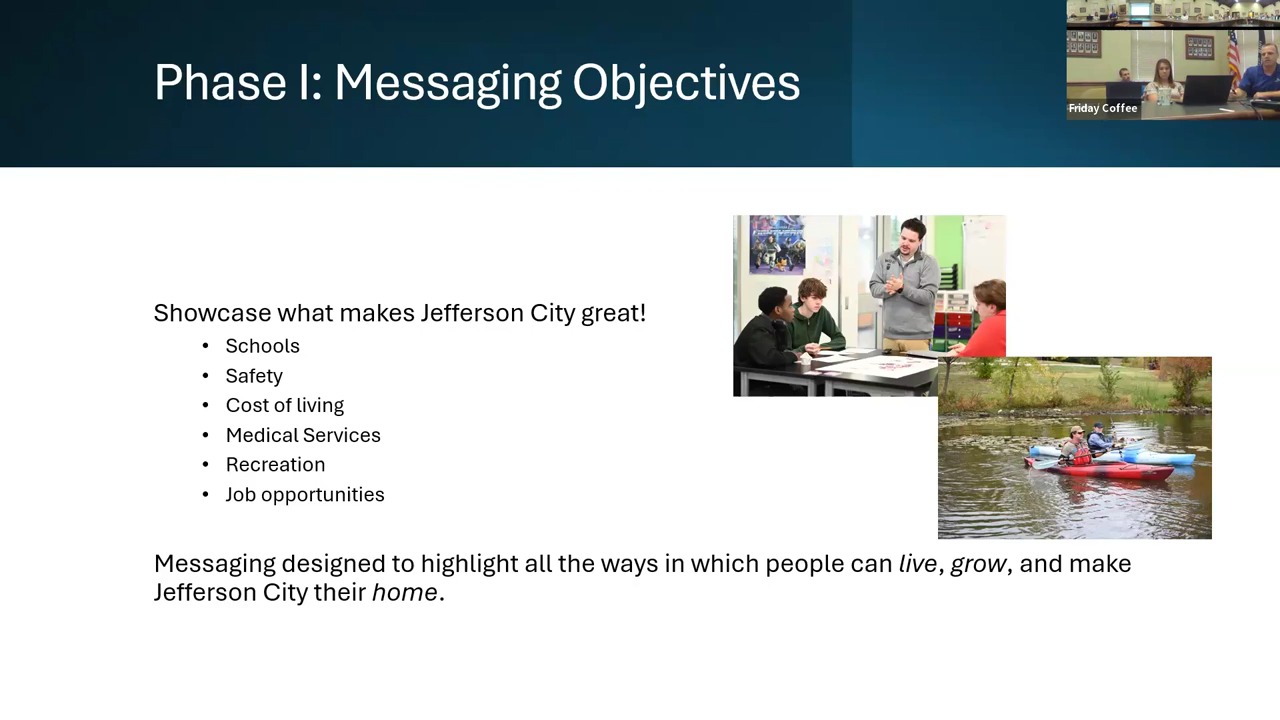 Phase I: Messaging Objectives
Friday Coffee
Showcase what makes Jefferson City great!
• Schools
• Safety
• Cost of living
• Medical Services
• Recreation
• Job opportunities
Messaging designed to highlight all the ways in which people can live, grow, and make
Jefferson City their home.